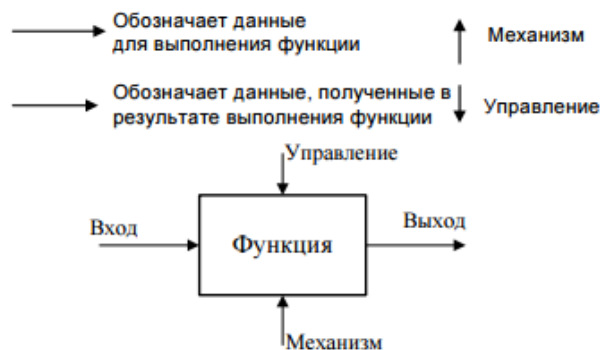 Обозначает данные
для выполнения функции
Механизм
Обозначает данные, полученные в
результате выполнения функции
Управление
Управление
Вход
Функция
Выход
Механизм